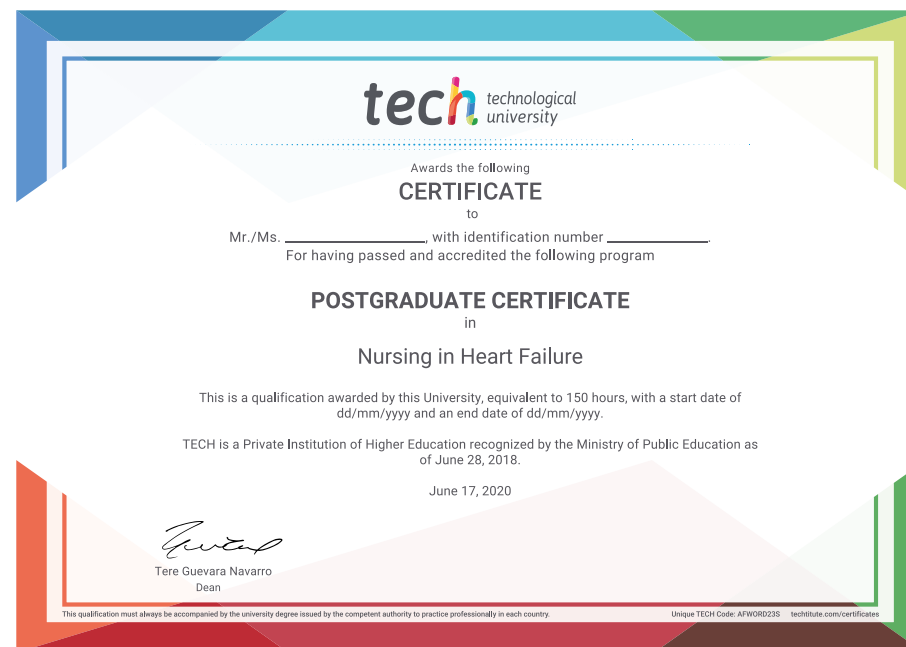 tech technological
university
Awards the following
CERTIFICATE
to
Mr./Ms. ____________________, with identification number ______________.
For having passed and accredited the following program
POSTGRADUATE CERTIFICATE
in
Nursing in Heart Failure
This is a qualification awarded by this University, equivalent to 150 hours, with a start date of
dd/mm/yyyy and an end date of dd/mm/yyyy.
TECH is a Private Institution of Higher Education recognized by the Ministry of Public Education as
of June 28, 2018.
June 17, 2020
Tere Guevara Navarro
Dean
This qualification must always be accompanied by the university degree issued by the competent authority to practice professionally in each country. Unique TECH Code: AFWORD23S techtitute.com/certificates